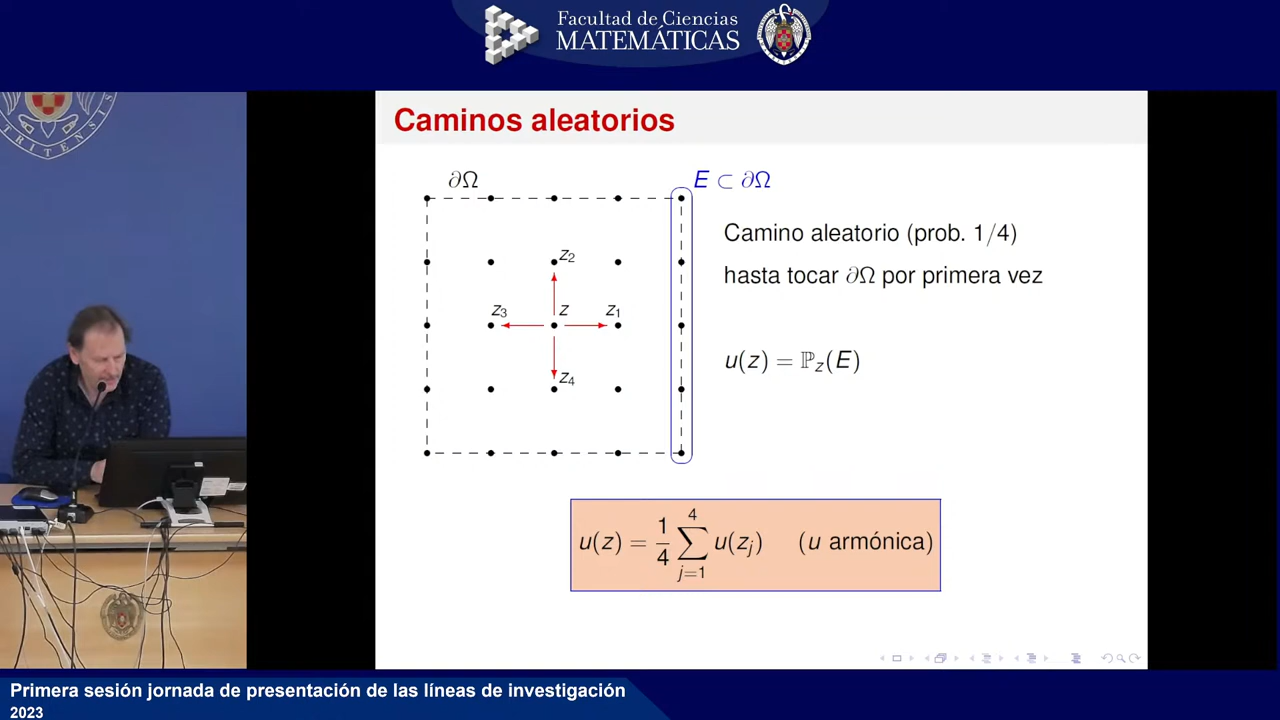 Facultad de Ciencias
MATEMÁTICAS
TRITENSIS
Caminos aleatorios
∂Ω
E ⊂ ∂Ω
Camino aleatorio (prob. 1/4)
hasta tocar ∂Ω por primera vez
z₂
z₃
z
z₁
z₄
u(z) = ℙ_z(E)
u(z) = 1/4 ∑_{j=1}^{4} u(z_j) (u armónica)
Primera sesión jornada de presentación de las líneas de investigación
2023